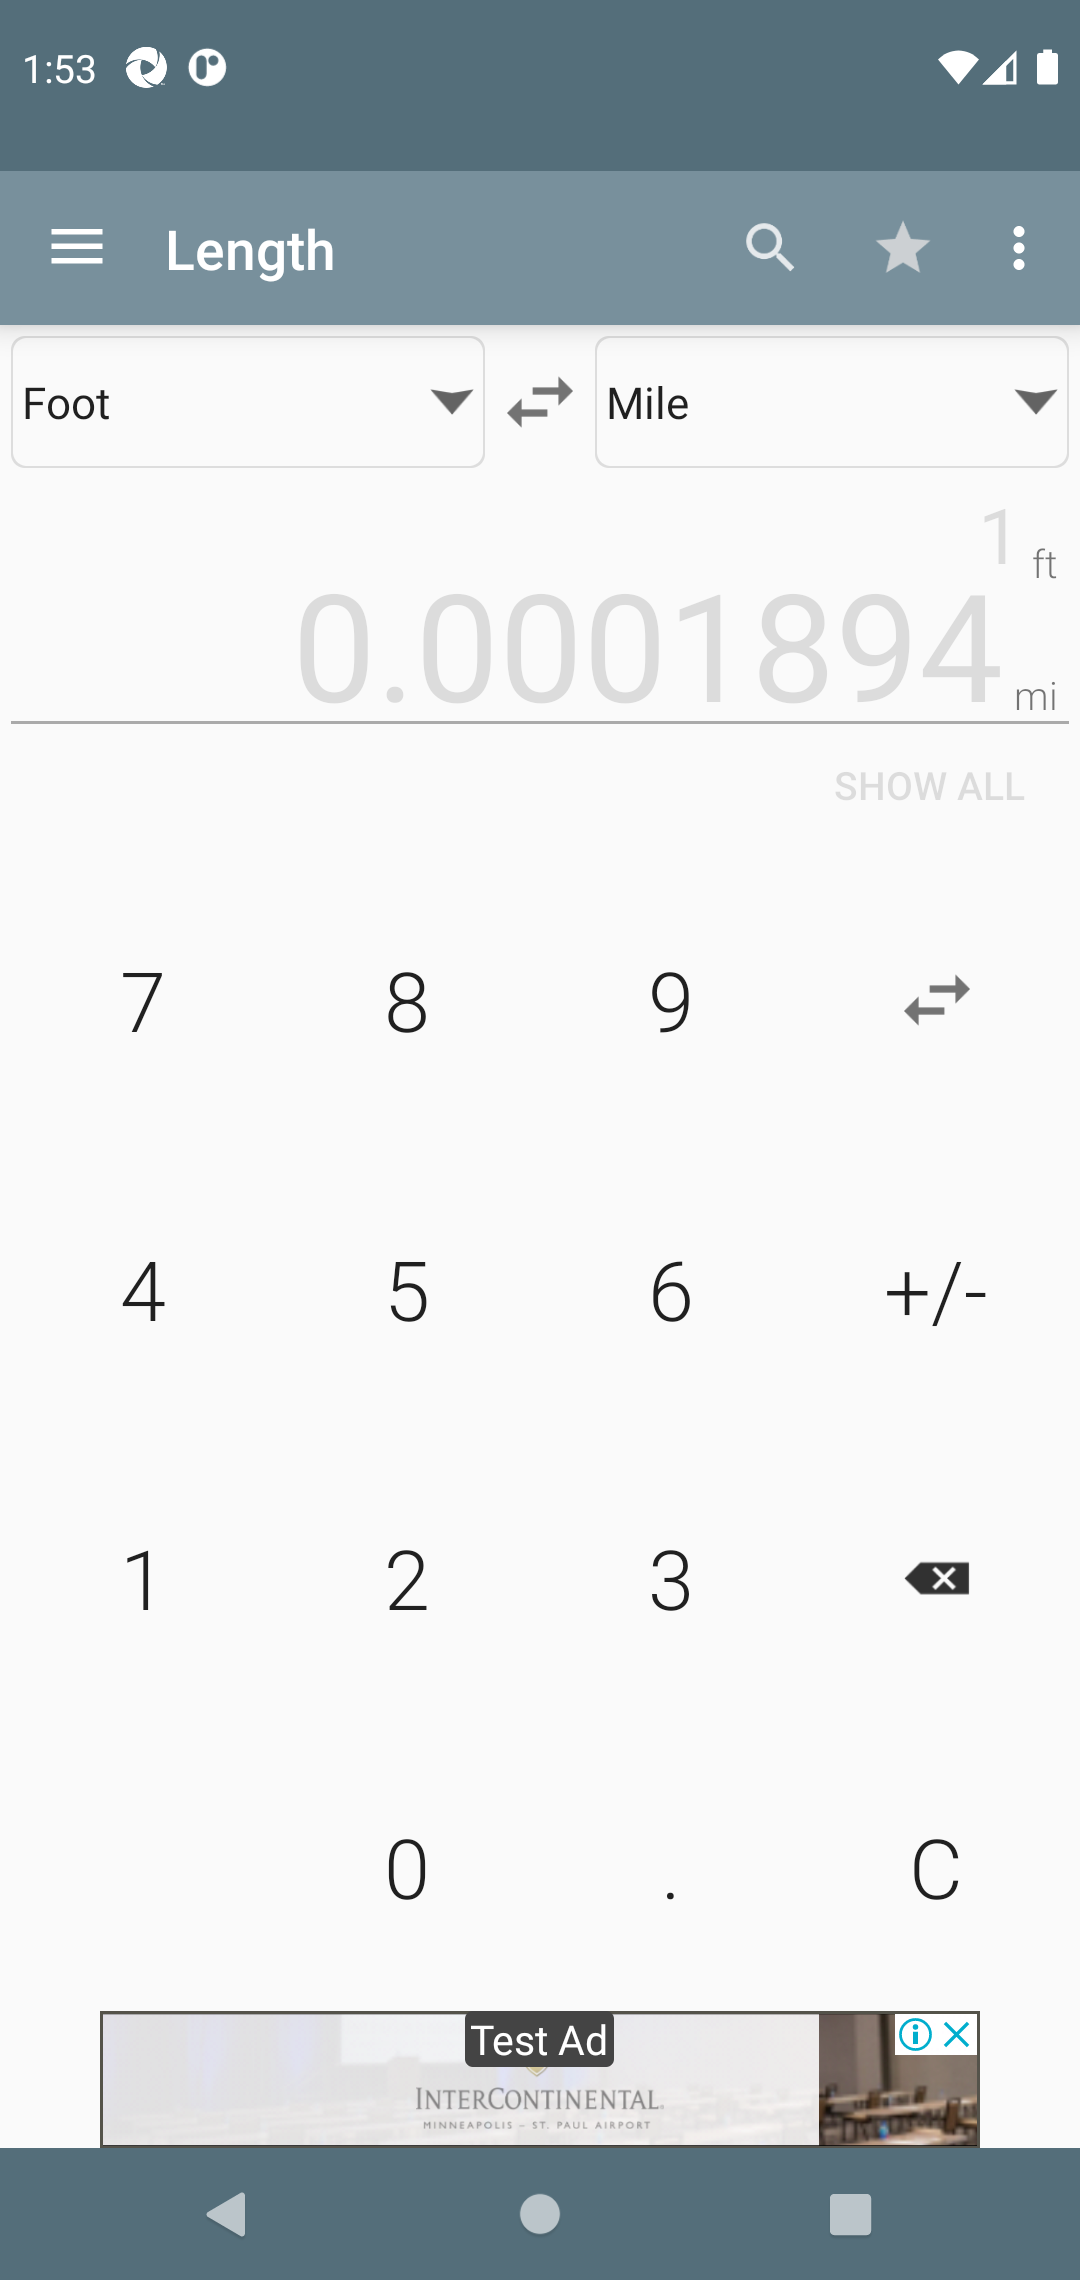 1:53
Length
Foot
Mile
1 ft
0.0001894 mi
SHOW ALL
7 8 9
4 5 6 +/-
1 2 3
0 . C
Test Ad
INTERCONTINENTAL®
MINNEAPOLIS – ST. PAUL AIRPORT